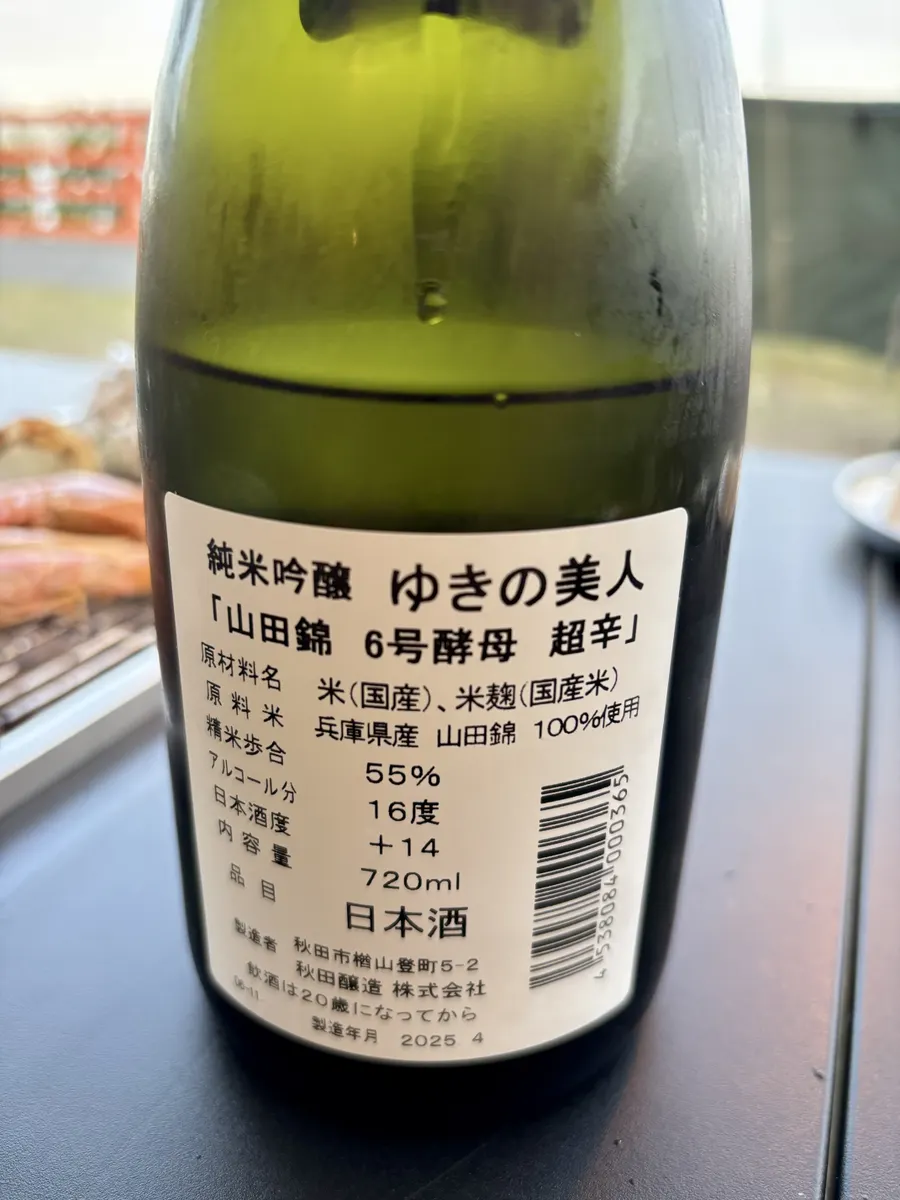 純米吟醸 ゆきの美人
「山田錦 6号酵母 超辛」
原材料名 米(国産)、米麹(国産米)
原料米 兵庫県産 山田錦 100%使用
精米歩合 55%
アルコール分 16度
日本酒度 +14
内容量 720ml
品目 日本酒
製造者 秋田市楢山登町5-2
秋田醸造 株式会社
飲酒は20歳になってから
製造年月 2025 4
4 538084 000365